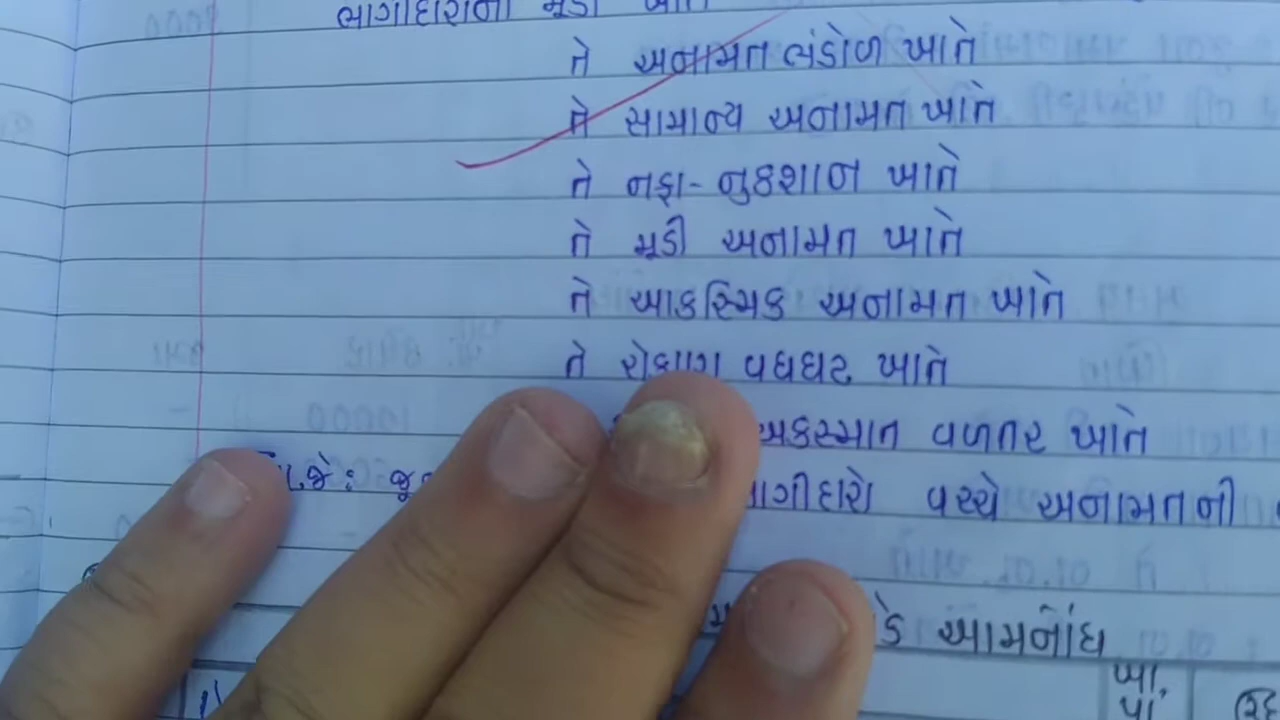 ભાગીદારોના મૂડી ખાતે
તે અનામત ભંડોળ ખાતે
તે સામાન્ય અનામત ખાતે
તે નફા-નુકશાન ખાતે
તે મૂડી અનામત ખાતે
તે આકસ્મિક અનામત ખાતે
તે રોકાણ વધઘટ ખાતે
અકસ્માત વળતર ખાતે
બા.જે: જૂના ભાગીદારો વચ્ચે અનામતની
આમનોંધ
ખા.
પા.